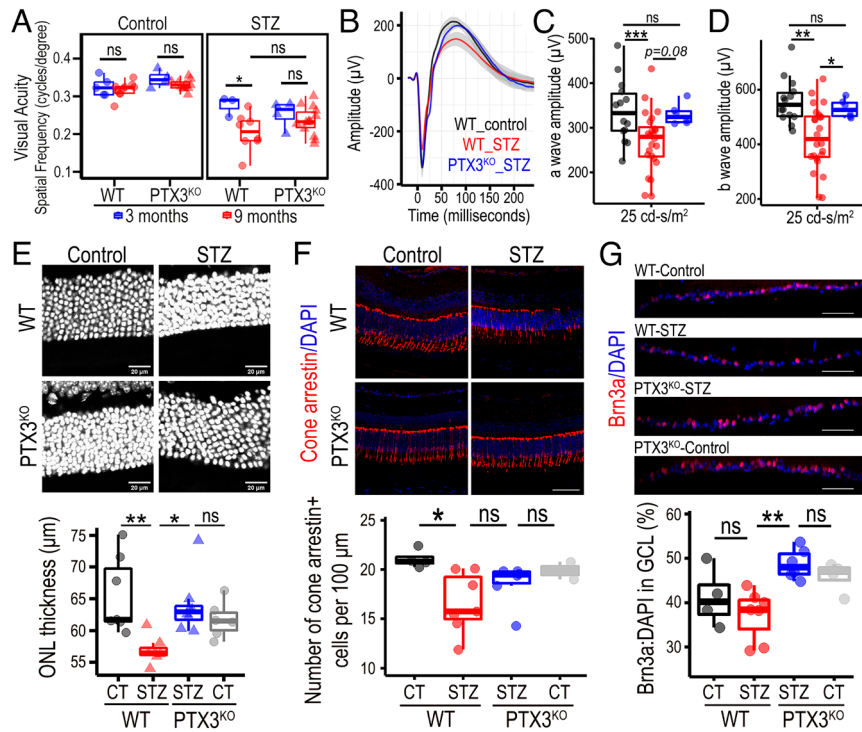 A
Control
STZ
Visual Acuity
Spatial Frequency (cycles/degree)
0.4
0.3
0.2
0.1
ns
ns
ns
*
ns
WT
PTX3KO
WT
PTX3KO
3 months
9 months
B
Amplitude (µV)
200
0
-200
-400
WT_control
WT_STZ
PTX3KO_STZ
0
50
100
150
200
Time (milliseconds)
C
a wave amplitude (µV)
500
400
300
200
ns
***
p=0.08
25 cd-s/m2
D
b wave amplitude (µV)
800
600
400
200
ns
**
*
25 cd-s/m2
E
Control
STZ
WT
PTX3KO
20 µm
20 µm
20 µm
20 µm
ONL thickness (µm)
75
70
65
60
55
**
*
ns
CT
STZ
STZ
CT
WT
PTX3KO
F
Control
STZ
Cone arrestin/DAPI
WT
PTX3KO
Number of cone arrestin+
cells per 100 µm
25
20
15
10
*
ns
ns
CT
STZ
STZ
CT
WT
PTX3KO
G
Brn3a/DAPI
WT-Control
WT-STZ
PTX3KO-STZ
PTX3KO-Control
Brn3a:DAPI in GCL (%)
60
50
40
30
ns
**
ns
CT
STZ
STZ
CT
WT
PTX3KO